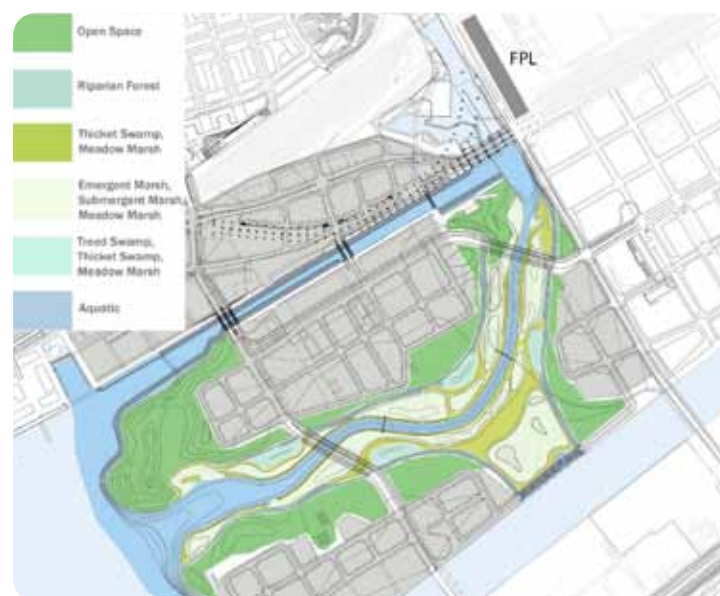 Open Space
FPL
Riparian Forest
Thicket Swamp,
Meadow Marsh
Emergent Marsh,
Submergent Marsh,
Meadow Marsh
Treed Swamp,
Thicket Swamp,
Meadow Marsh
Aquatic